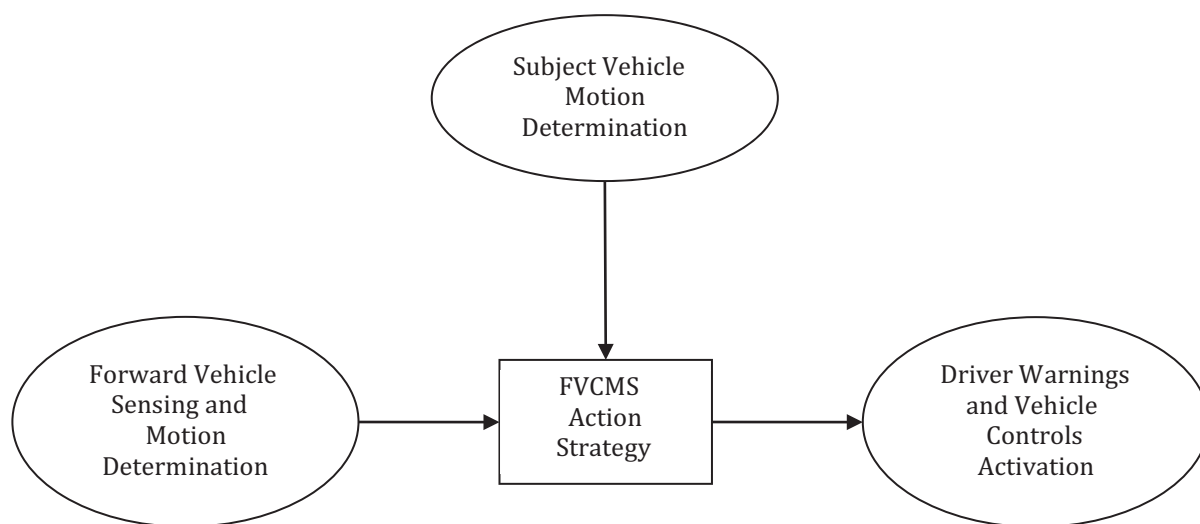 Subject Vehicle
Motion
Determination
Forward Vehicle
Sensing and
Motion
Determination
FVCMS
Action
Strategy
Driver Warnings
and Vehicle
Controls
Activation